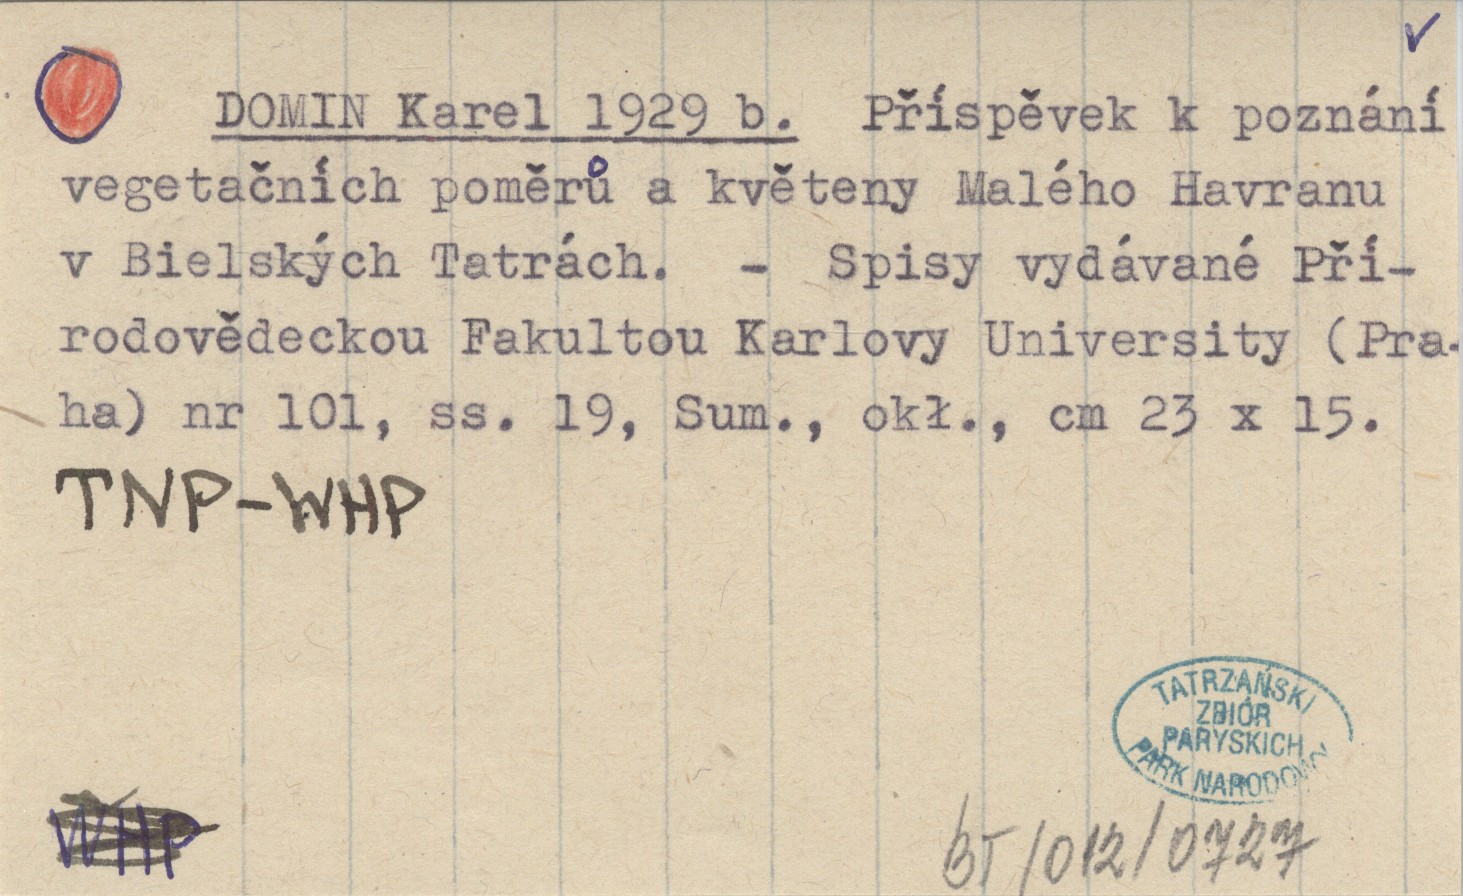 DOMIN Karel 1929 b. Příspěvek k poznání
vegetačních poměrů a květeny Malého Havranu
v Bielských Tatrách. - Spisy vydávané Pří-
rodovědeckou Fakultou Karlovy University (Pra-
ha) nr 101, ss. 19, Sum., okł., cm 23 x 15.
TNP-WHP
TATRZAŃSKI
ZBIÓR
PARYSKICH
PARK NARODOWY
WHP
BT/012/0727